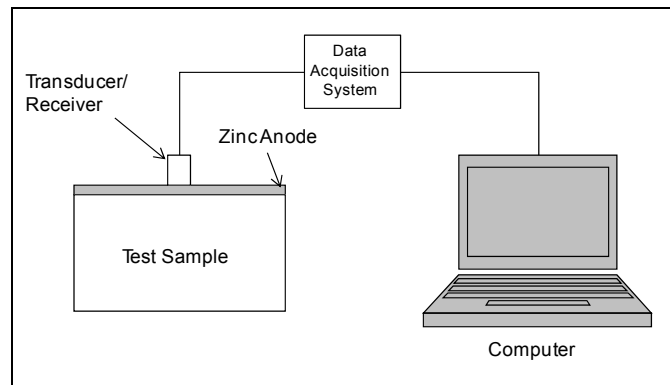 Data
Acquisition
System
Transducer/
Receiver
Zinc Anode
Test Sample
Computer